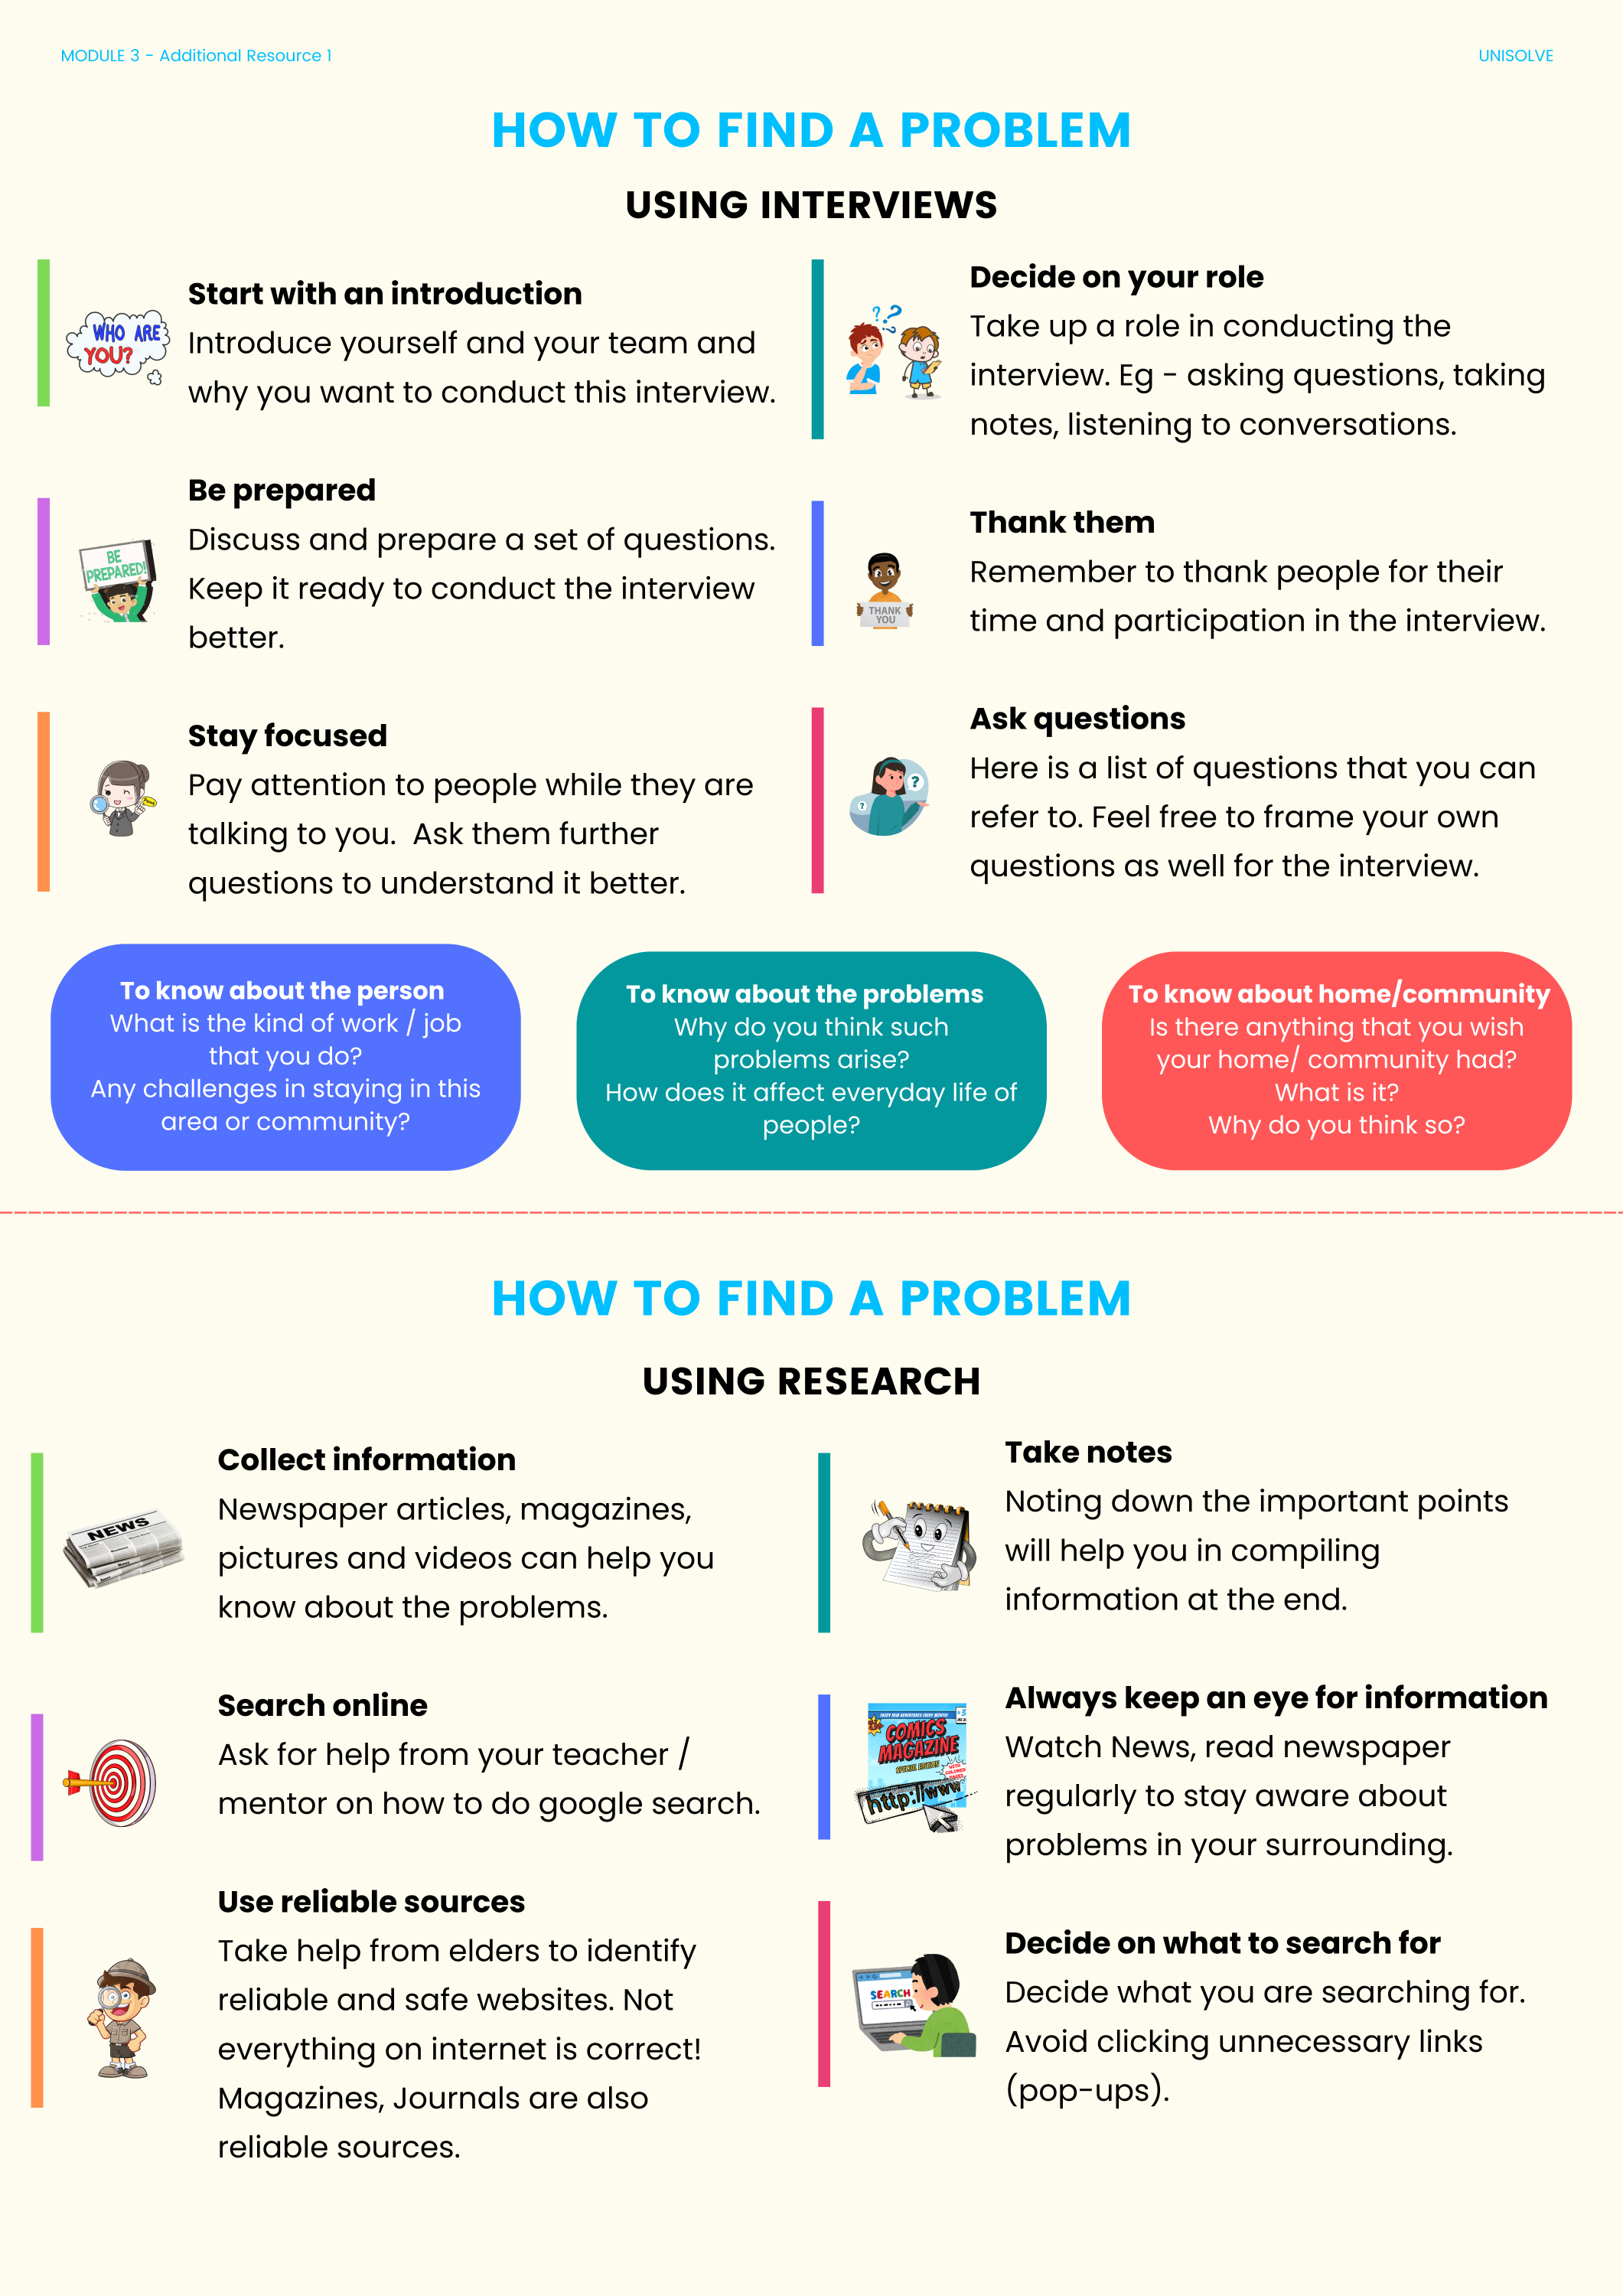 MODULE 3 - Additional Resource 1
UNISOLVE
HOW TO FIND A PROBLEM
USING INTERVIEWS
WHO ARE
YOU?
Start with an introduction
Introduce yourself and your team and
why you want to conduct this interview.
BE
PREPARED!
Be prepared
Discuss and prepare a set of questions.
Keep it ready to conduct the interview
better.
Stay focused
Pay attention to people while they are
talking to you.  Ask them further
questions to understand it better.
? ?
?
Decide on your role
Take up a role in conducting the
interview. Eg - asking questions, taking
notes, listening to conversations.
THANK
YOU
Thank them
Remember to thank people for their
time and participation in the interview.
?
?
Ask questions
Here is a list of questions that you can
refer to. Feel free to frame your own
questions as well for the interview.
To know about the person
What is the kind of work / job
that you do?
Any challenges in staying in this
area or community?
To know about the problems
Why do you think such
problems arise?
How does it affect everyday life of
people?
To know about home/community
Is there anything that you wish
your home/ community had?
What is it?
Why do you think so?
HOW TO FIND A PROBLEM
USING RESEARCH
NEWS
Collect information
Newspaper articles, magazines,
pictures and videos can help you
know about the problems.
Search online
Ask for help from your teacher /
mentor on how to do google search.
Use reliable sources
Take help from elders to identify
reliable and safe websites. Not
everything on internet is correct!
Magazines, Journals are also
reliable sources.
Take notes
Noting down the important points
will help you in compiling
information at the end.
COMICS
MAGAZINE
SPECIAL EDITION
http://www
Always keep an eye for information
Watch News, read newspaper
regularly to stay aware about
problems in your surrounding.
SEARCH
Decide on what to search for
Decide what you are searching for.
Avoid clicking unnecessary links
(pop-ups).